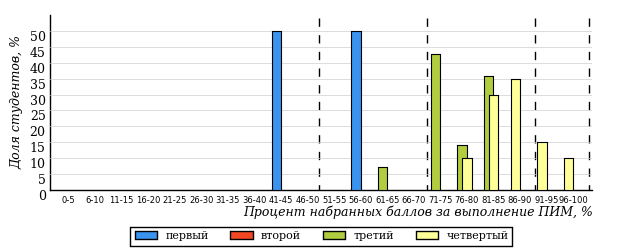 Доля студентов, %
50
45
40
35
30
25
20
15
10
5
0
0-5 6-10 11-15 16-20 21-25 26-30 31-35 36-40 41-45 46-50 51-55 56-60 61-65 66-70 71-75 76-80 81-85 86-90 91-95 96-100
Процент набранных баллов за выполнение ПИМ, %
первый второй третий четвертый